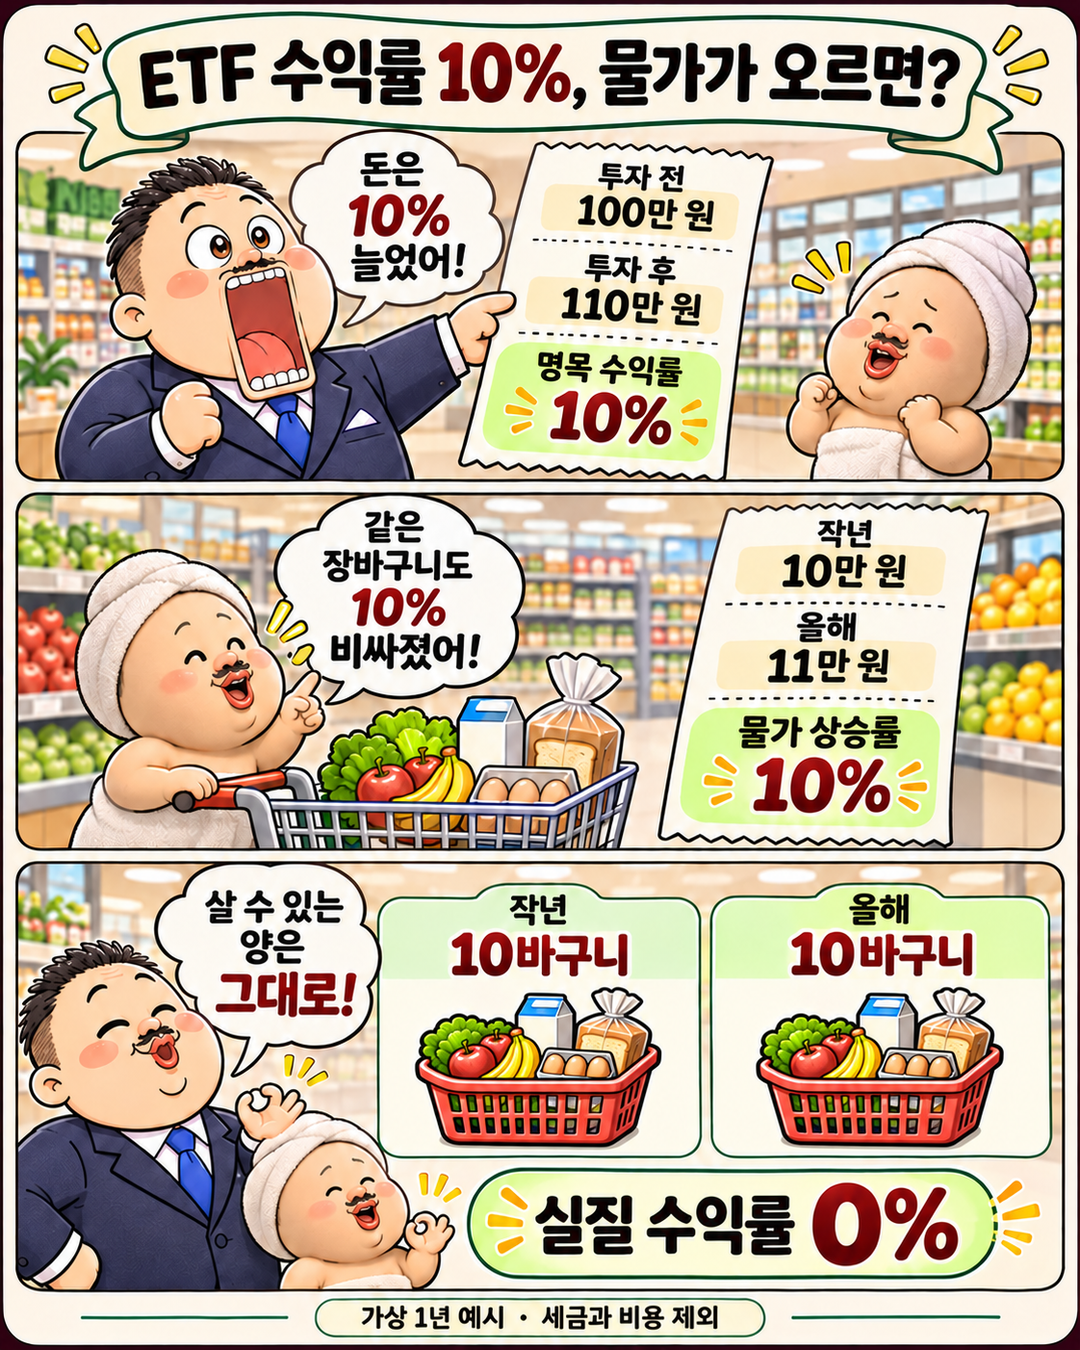 ETF 수익률 10%, 물가가 오르면?
돈은
10%
늘었어!
투자 전
100만 원
투자 후
110만 원
명목 수익률
10%
같은
장바구니도
10%
비싸졌어!
작년
10만 원
올해
11만 원
물가 상승률
10%
살 수 있는
양은
그대로!
작년
10바구니
올해
10바구니
실질 수익률 0%
가상 1년 예시 · 세금과 비용 제외